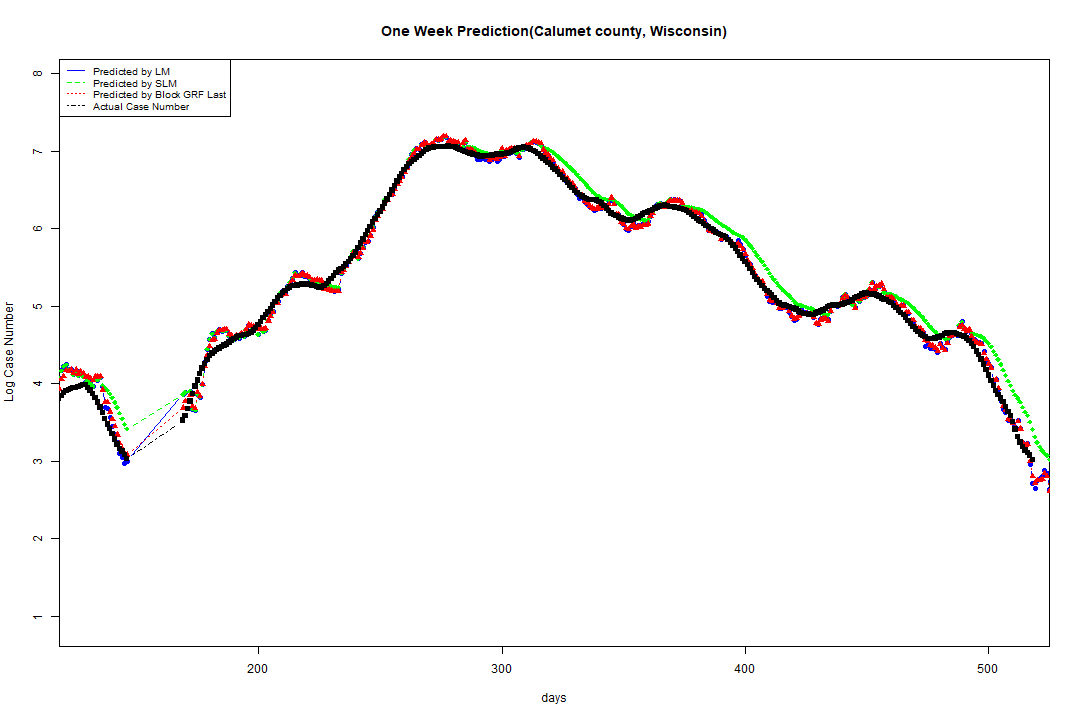 One Week Prediction(Calumet county, Wisconsin)
Predicted by LM
Predicted by SLM
Predicted by Block GRF Last
Actual Case Number
8
7
6
5
4
3
2
1
Log Case Number
200 300 400 500
days